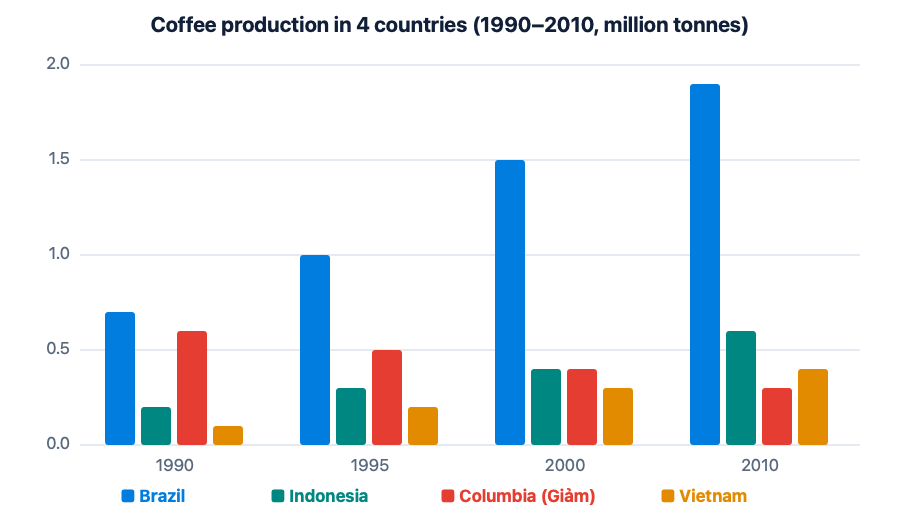 Coffee production in 4 countries (1990–2010, million tonnes)
2.0
1.5
1.0
0.5
0.0
1990 1995 2000 2010
Brazil Indonesia Columbia (Giàm) Vietnam